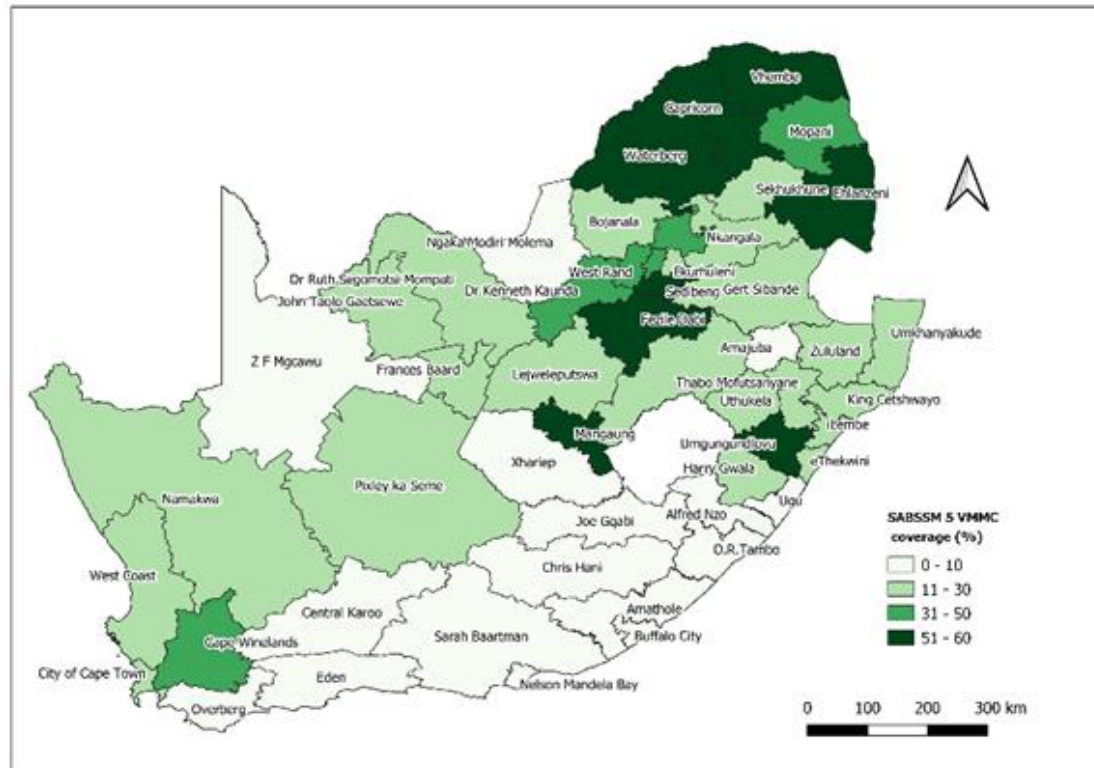 Vhembe
Capricorn
Mopani
Waterberg
Sekhukhune
Ehlanzeni
Bojanala
Ngaka Modiri Molema
Nkangala
Dr Ruth Segomotsi Mompati
West Rand
Ekurhuleni
Dr Kenneth Kaunda
Sedibeng
Gert Sibande
John Taolo Gaetsewe
Fezile Dabi
Umkhanyakude
Amajuba
Zululand
Z F Mgcawu
Frances Baard
Lejweleputswa
Thabo Mofutsanyane
Uthukela
King Cetshwayo
iLembe
Mangaung
Umgungundlovu
eThekwini
Xhariep
Harry Gwala
Pixley ka Seme
Namakwa
Ugu
Joe Gqabi
Alfred Nzo
O.R.Tambo
Chris Hani
West Coast
Central Karoo
Amathole
Sarah Baartman
Buffalo City
Cape Winelands
City of Cape Town
Eden
Nelson Mandela Bay
Overberg
SABSSM 5 VMMC
coverage (%)
0 - 10
11 - 30
31 - 50
51 - 60
0 100 200 300 km